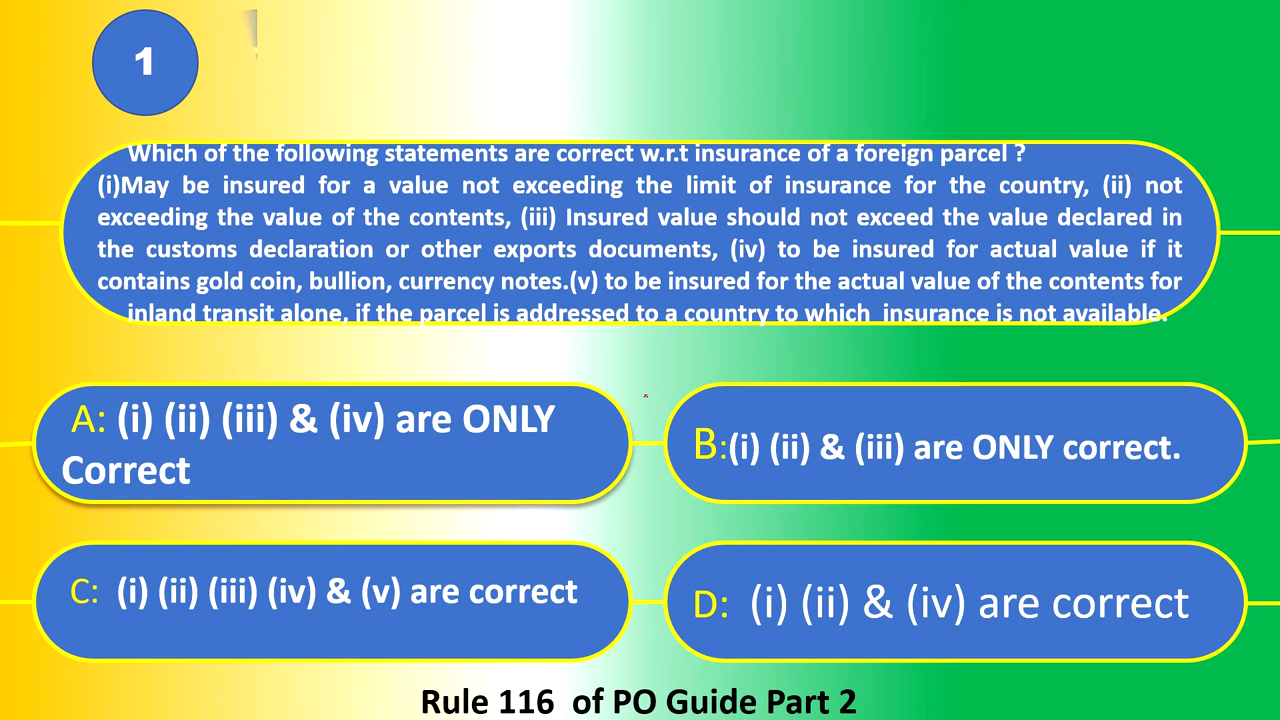 1
Which of the following statements are correct w.r.t insurance of a foreign parcel ?
(i)May be insured for a value not exceeding the limit of insurance for the country, (ii) not
exceeding the value of the contents, (iii) Insured value should not exceed the value declared in
the customs declaration or other exports documents, (iv) to be insured for actual value if it
contains gold coin, bullion, currency notes.(v) to be insured for the actual value of the contents for
inland transit alone, if the parcel is addressed to a country to which insurance is not available.
A: (i) (ii) (iii) & (iv) are ONLY
Correct
B:(i) (ii) & (iii) are ONLY correct.
C: (i) (ii) (iii) (iv) & (v) are correct
D: (i) (ii) & (iv) are correct
Rule 116 of PO Guide Part 2